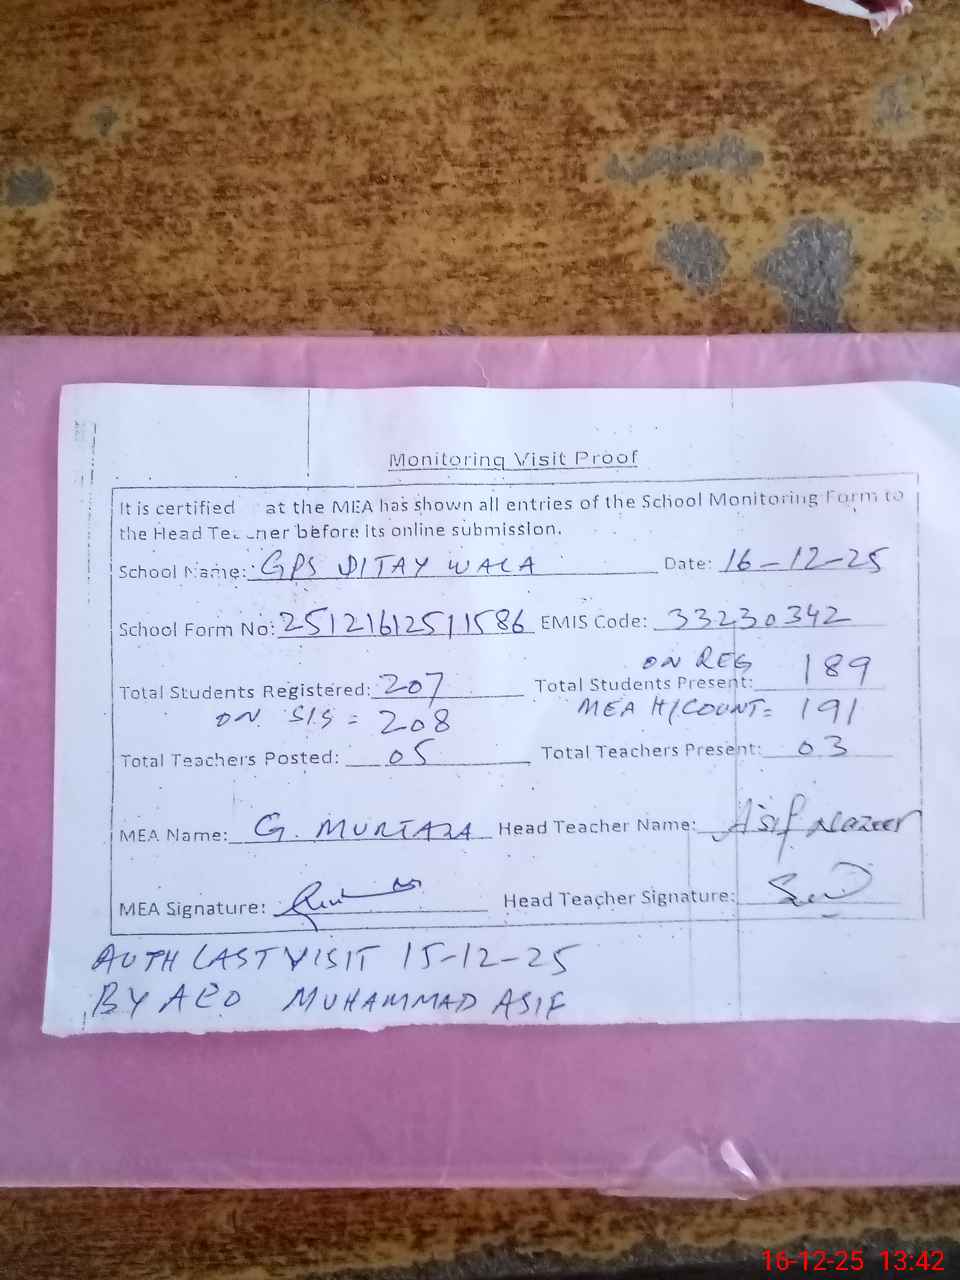 Monitoring Visit Proof
It is certified at the MEA has shown all entries of the School Monitoring Form to
the Head Te ner before its online submission.
School Name: GPS DITAY WALA Date: 16-12-25
School Form No: 25121612511586 EMIS Code: 33230342
ON REG
Total Students Registered: 207 Total Students Present: 189
ON SIS = 208 MEA H/COUNT= 191
Total Teachers Posted: 05 Total Teachers Present: 03
MEA Name: G. MURTAZA Head Teacher Name: Asif Nazeer
MEA Signature: Head Teacher Signature:
AUTH LAST VISIT 15-12-25
BY AEO MUHAMMAD ASIF
16-12-25 13:42